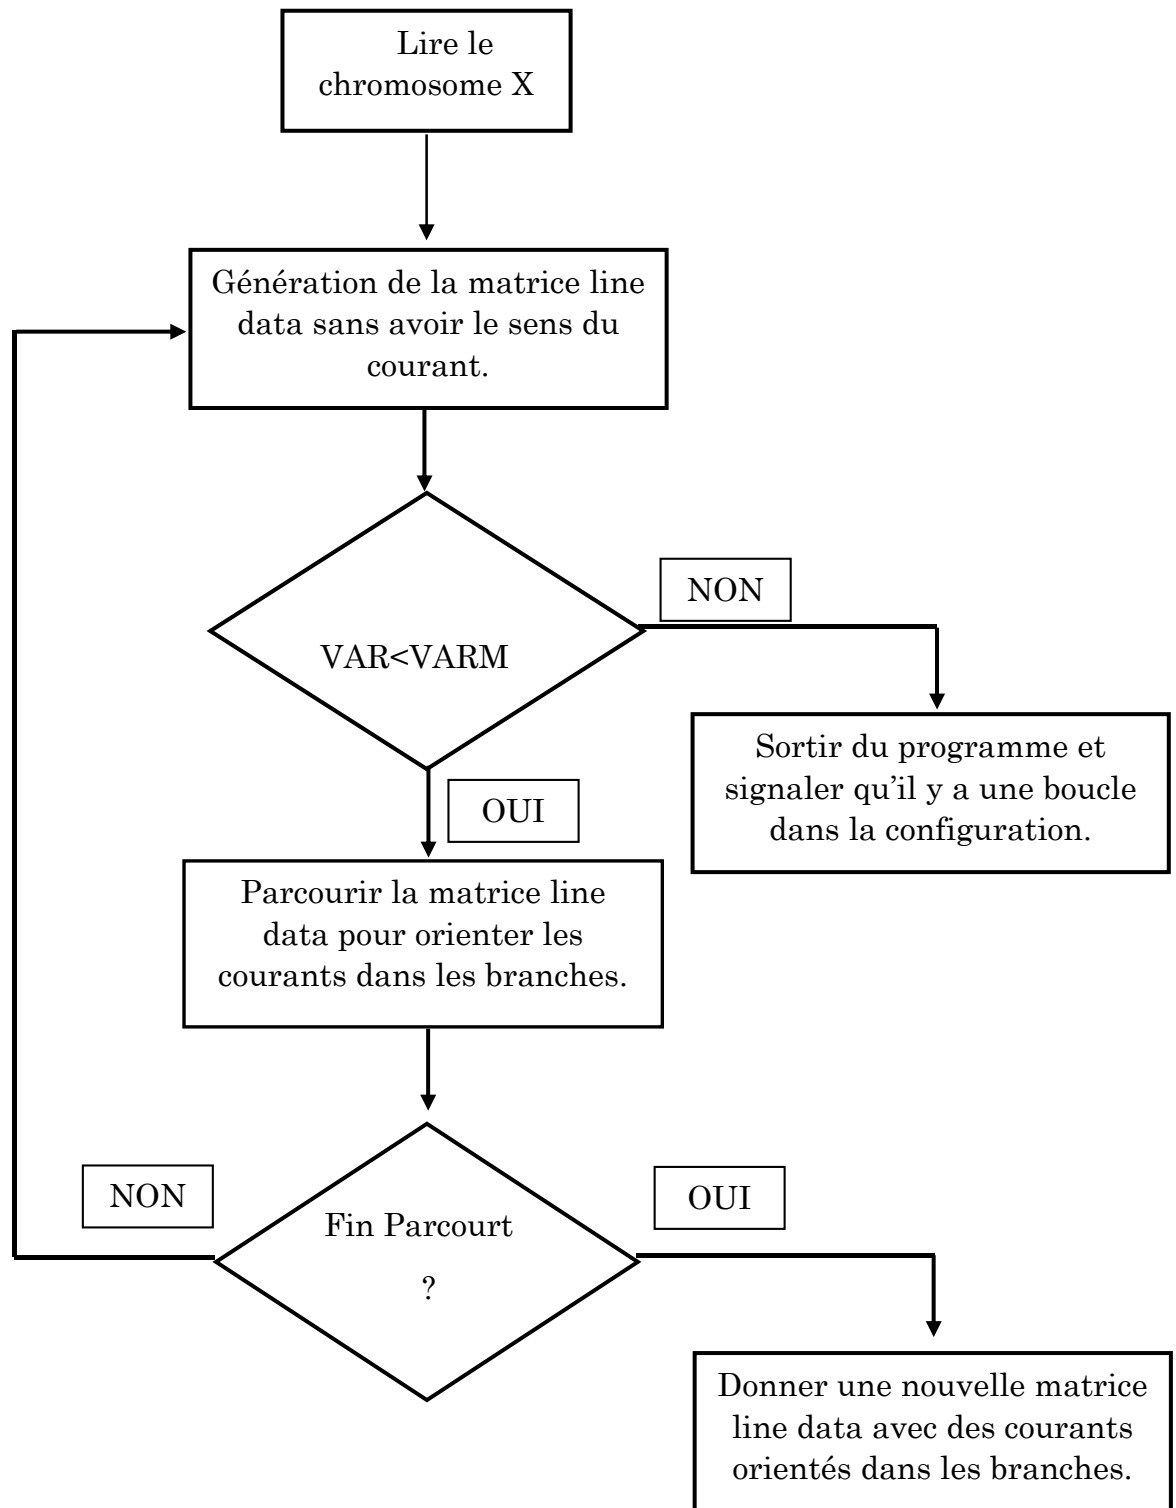 Lire le
chromosome X
Génération de la matrice line
data sans avoir le sens du
courant.
NON
VAR<VARM
Sortir du programme et
signaler qu’il y a une boucle
dans la configuration.
OUI
Parcourir la matrice line
data pour orienter les
courants dans les branches.
NON
OUI
Fin Parcourt
?
Donner une nouvelle matrice
line data avec des courants
orientés dans les branches.